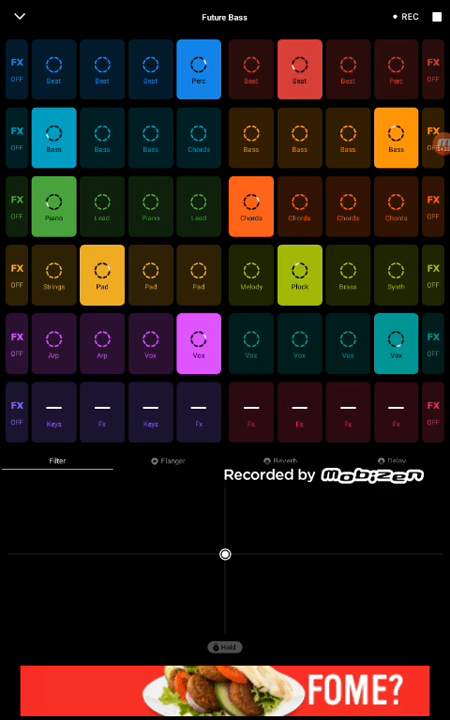 Future Bass
REC
FX Beat Beat Beat Perc Beat Beat Beat Perc FX
OFF OFF
FX Bass Bass Bass Chords Bass Bass Bass Bass FX
OFF
FX Piano Lead Piano Lead Chords Chords Chords Chords FX
OFF OFF
FX Strings Pad Pad Pad Melody Pluck Brass Synth FX
OFF OFF
FX Arp Arp Vox Vox Vox Vox Vox Vox FX
OFF OFF
FX Keys Fx Keys Fx Fx Fx Fx Fx FX
OFF OFF
Filter Flanger Reverb Delay
Recorded by mobizen
Hold
FOME?